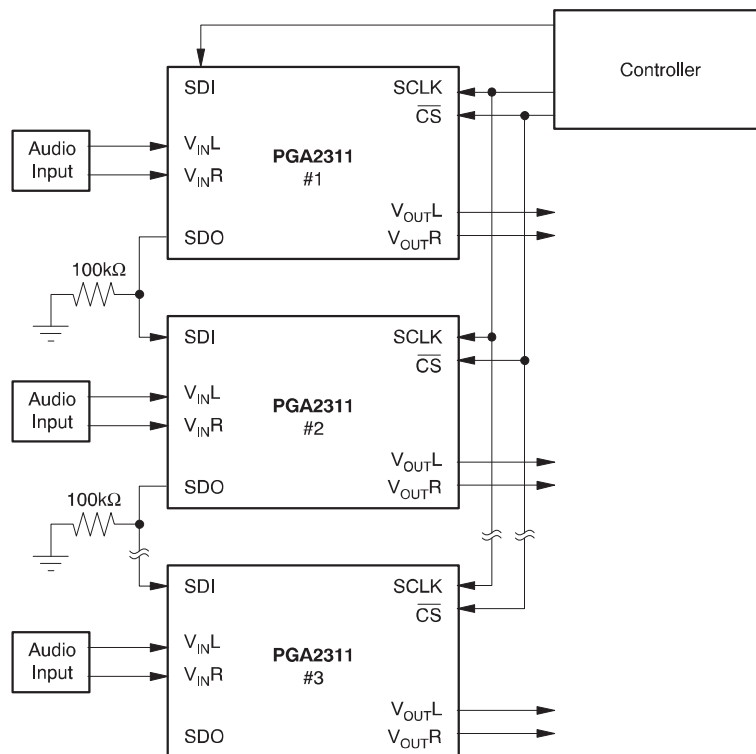 Controller
SDI
SCLK
CS
Audio
Input
VINL
VINR
PGA2311
#1
VOUTL
VOUTR
SDO
100kΩ
SDI
SCLK
CS
Audio
Input
VINL
VINR
PGA2311
#2
VOUTL
VOUTR
SDO
100kΩ
SDI
SCLK
CS
Audio
Input
VINL
VINR
PGA2311
#3
VOUTL
VOUTR
SDO